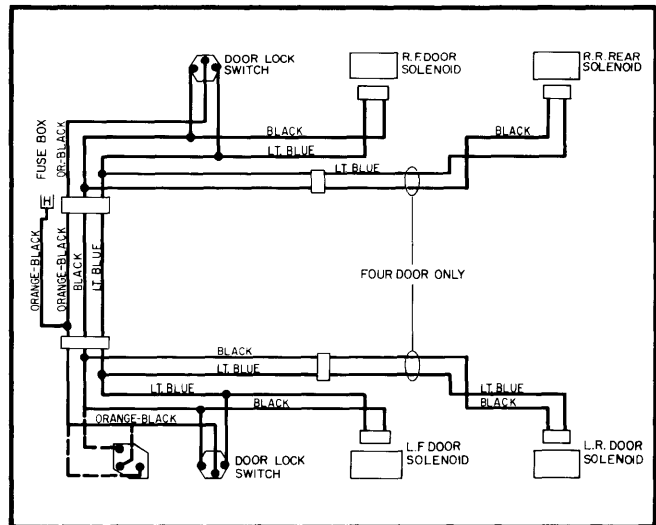 DOOR LOCK
SWITCH
R.F. DOOR
SOLENOID
R.R. REAR
SOLENOID
FUSE BOX
OR.-BLACK
BLACK
LT. BLUE
BLACK
LT. BLUE
H
ORANGE-BLACK
ORANGE-BLACK
BLACK
LT. BLUE
FOUR DOOR ONLY
BLACK
LT. BLUE
LT. BLUE
BLACK
ORANGE-BLACK
LT. BLUE
BLACK
DOOR LOCK
SWITCH
L.F. DOOR
SOLENOID
L.R. DOOR
SOLENOID